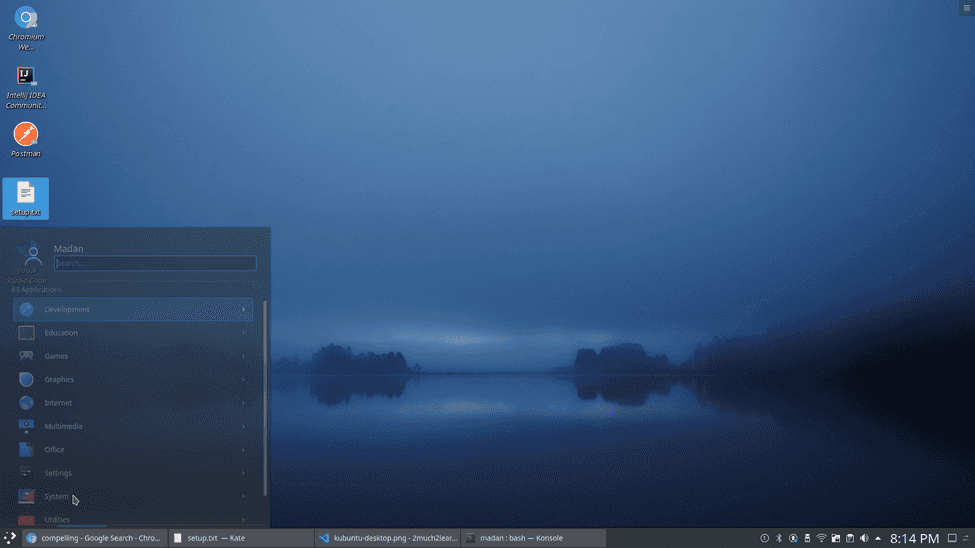 Chromium
We...
IntelliJ IDEA
Communit...
Postman
setup.txt
Madan
Search...
Visual
Studio Code
All Applications
Development
Education
Games
Graphics
Internet
Multimedia
Office
Settings
System
Utilities
compelling - Google Search - Chro...
setup.txt — Kate
kubuntu-desktop.png - 2much2lear...
madan : bash — Konsole
8:14 PM